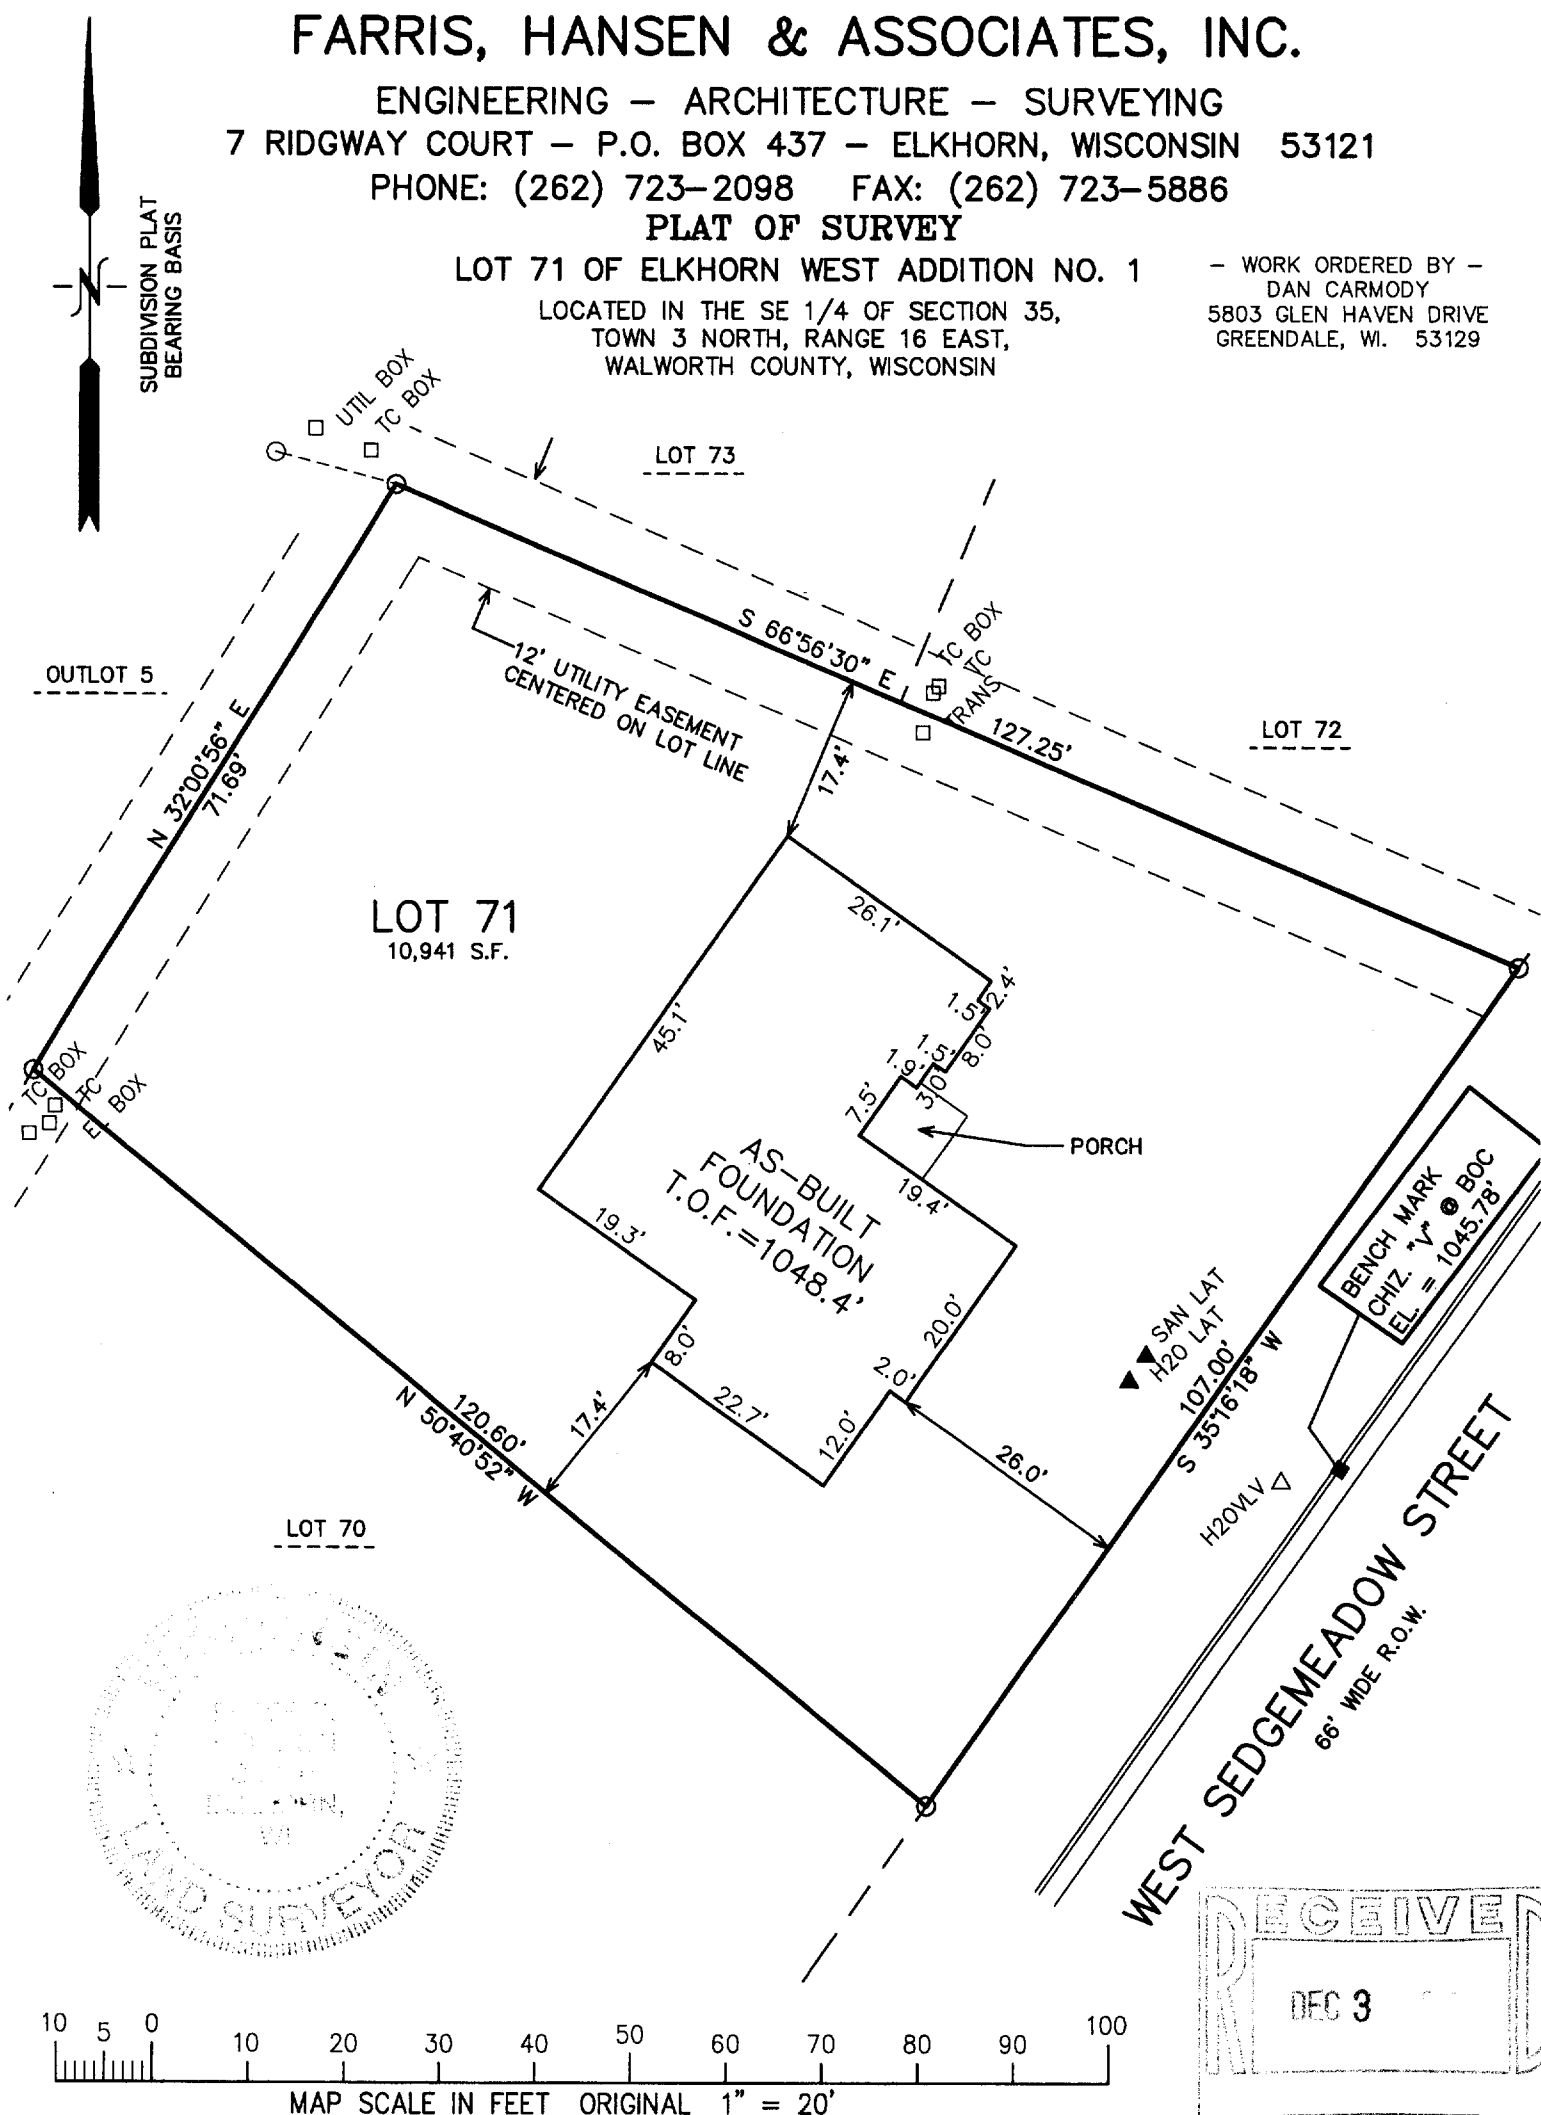 FARRIS, HANSEN & ASSOCIATES, INC.
ENGINEERING – ARCHITECTURE – SURVEYING
7 RIDGWAY COURT – P.O. BOX 437 – ELKHORN, WISCONSIN 53121
PHONE: (262) 723–2098 FAX: (262) 723–5886
PLAT OF SURVEY
LOT 71 OF ELKHORN WEST ADDITION NO. 1
LOCATED IN THE SE 1/4 OF SECTION 35,
TOWN 3 NORTH, RANGE 16 EAST,
WALWORTH COUNTY, WISCONSIN
– WORK ORDERED BY –
DAN CARMODY
5803 GLEN HAVEN DRIVE
GREENDALE, WI. 53129
N
SUBDIVISION PLAT
BEARING BASIS
UTIL BOX
TC BOX
LOT 73
OUTLOT 5
12' UTILITY EASEMENT
CENTERED ON LOT LINE
S 66°56'30" E
127.25'
TC BOX
TC
TRANS
LOT 72
N 32°00'56" E
71.69'
17.4'
LOT 71
10,941 S.F.
26.1'
2.4'
1.5'
8.0'
1.5'
1.9'
3.0'
7.5'
45.1'
PORCH
TC BOX
TC
EL BOX
AS–BUILT
FOUNDATION
T.O.F.=1048.4'
19.4'
19.3'
8.0'
20.0'
2.0'
22.7'
12.0'
17.4'
26.0'
SAN LAT
H20 LAT
107.00'
S 35°16'18" W
BENCH MARK
CHIZ. "V" @ BOC
EL. = 1045.78'
120.60'
N 50°40'52" W
H20VLV
LOT 70
WEST SEDGEMEADOW STREET
66' WIDE R.O.W.
ELKHORN,
WI
LAND SURVEYOR
RECEIVED
DEC 3
10 5 0 10 20 30 40 50 60 70 80 90 100
MAP SCALE IN FEET ORIGINAL 1" = 20'